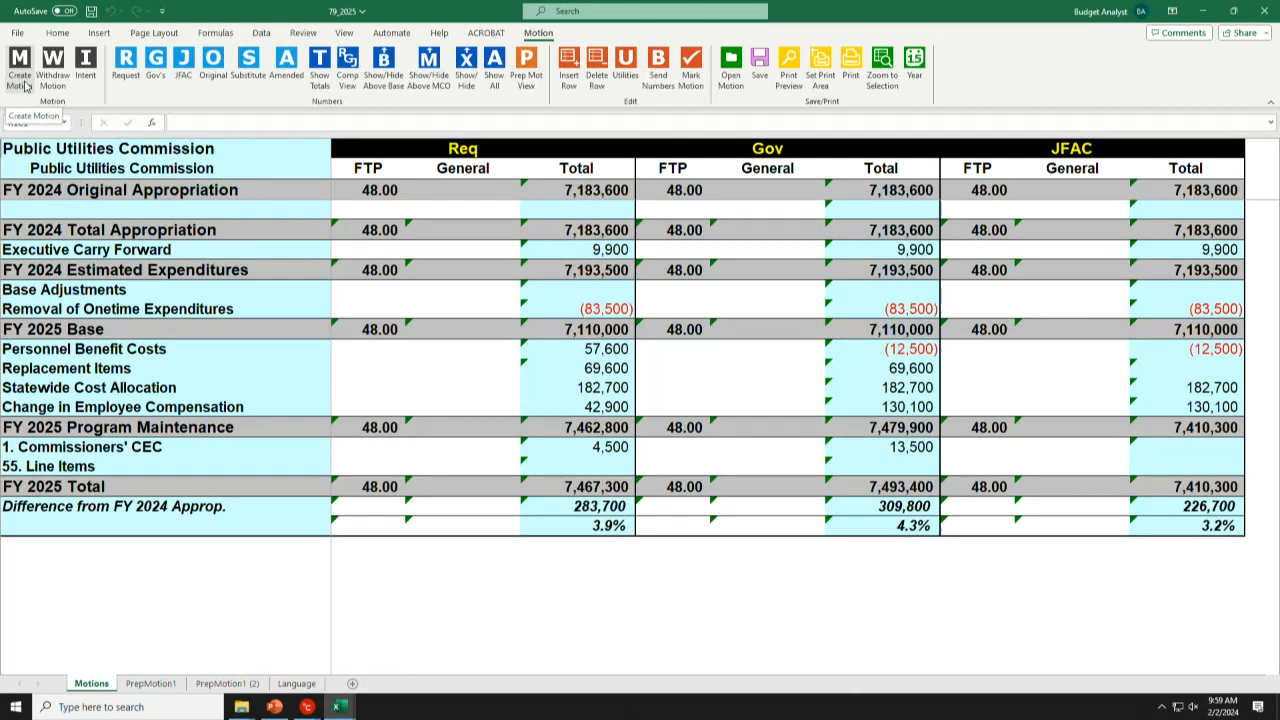 AutoSave Off 79_2025 Search Budget Analyst BA
File Home Insert Page Layout Formulas Data Review View Automate Help ACROBAT Motion Comments Share
M W I R G J O S A B RG J B M X A T P U B 15
Create Motion Withdraw Motion Intent Request Gov's JFAC Original Substitute Amended Show Totals Comp View Show/Hide Above Base Show/Hide Above MCO Show/Hide Show All Prep Mot View Insert Row Delete Row Utilities Send Numbers Mark Motion Open Motion Save Print Preview Set Print Area Print Zoom to Selection Year
Motion Numbers Edit Save/Print
Create Motion fx
Public Utilities Commission Req Gov JFAC
Public Utilities Commission FTP General Total FTP General Total FTP General Total
FY 2024 Original Appropriation 48.00 7,183,600 48.00 7,183,600 48.00 7,183,600
FY 2024 Total Appropriation 48.00 7,183,600 48.00 7,183,600 48.00 7,183,600
Executive Carry Forward 9,900 9,900 9,900
FY 2024 Estimated Expenditures 48.00 7,193,500 48.00 7,193,500 48.00 7,193,500
Base Adjustments
Removal of Onetime Expenditures (83,500) (83,500) (83,500)
FY 2025 Base 48.00 7,110,000 48.00 7,110,000 48.00 7,110,000
Personnel Benefit Costs 57,600 (12,500) (12,500)
Replacement Items 69,600 69,600
Statewide Cost Allocation 182,700 182,700 182,700
Change in Employee Compensation 42,900 130,100 130,100
FY 2025 Program Maintenance 48.00 7,462,800 48.00 7,479,900 48.00 7,410,300
1. Commissioners' CEC 4,500 13,500
55. Line Items
FY 2025 Total 48.00 7,467,300 48.00 7,493,400 48.00 7,410,300
Difference from FY 2024 Approp. 283,700 309,800 226,700
3.9% 4.3% 3.2%
Motions PrepMotion1 PrepMotion1 (2) Language
Type here to search 9:59 AM
2/2/2024